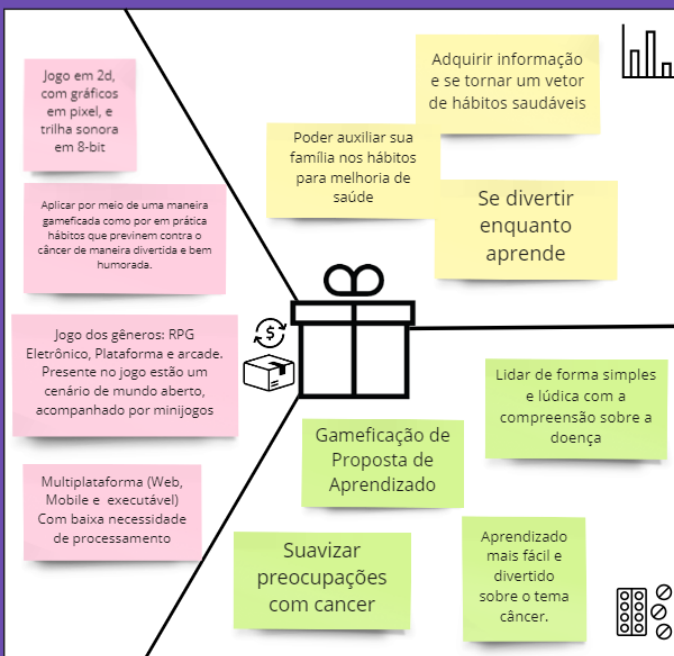 Jogo em 2d,
com gráficos
em pixel, e
trilha sonora
em 8-bit
Aplicar por meio de uma maneira
gameficada como por em prática
hábitos que previnem contra o
câncer de maneira divertida e bem
humorada.
Jogo dos gêneros: RPG
Eletrônico, Plataforma e arcade.
Presente no jogo estão um
cenário de mundo aberto,
acompanhado por minijogos
Multiplataforma (Web,
Mobile e executável)
Com baixa necessidade
de processamento
Adquirir informação
e se tornar um vetor
de hábitos saudáveis
Poder auxiliar sua
família nos hábitos
para melhoria de
saúde
Se divertir
enquanto
aprende
$
Lidar de forma simples
e lúdica com a
compreensão sobre a
doença
Gameficação de
Proposta de
Aprendizado
Suavizar
preocupações
com cancer
Aprendizado
mais fácil e
divertido
sobre o tema
câncer.